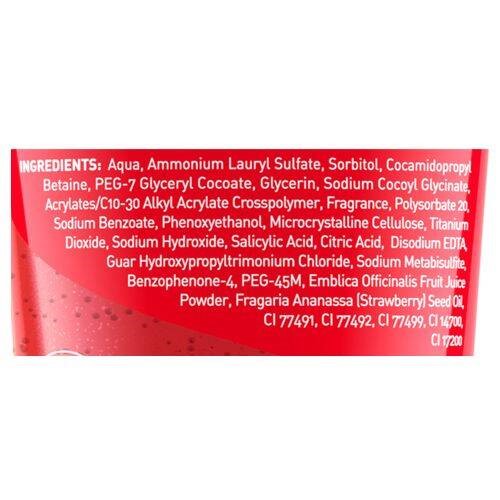 INGREDIENTS: Aqua, Ammonium Lauryl Sulfate, Sorbitol, Cocamidopropyl
Betaine, PEG-7 Glyceryl Cocoate, Glycerin, Sodium Cocoyl Glycinate,
Acrylates/C10-30 Alkyl Acrylate Crosspolymer, Fragrance, Polysorbate 20,
Sodium Benzoate, Phenoxyethanol, Microcrystalline Cellulose, Titanium
Dioxide, Sodium Hydroxide, Salicylic Acid, Citric Acid, Disodium EDTA,
Guar Hydroxypropyltrimonium Chloride, Sodium Metabisulfite,
Benzophenone-4, PEG-45M, Emblica Officinalis Fruit Juice
Powder, Fragaria Ananassa (Strawberry) Seed Oil,
CI 77491, CI 77492, CI 77499, CI 14700,
CI 17200